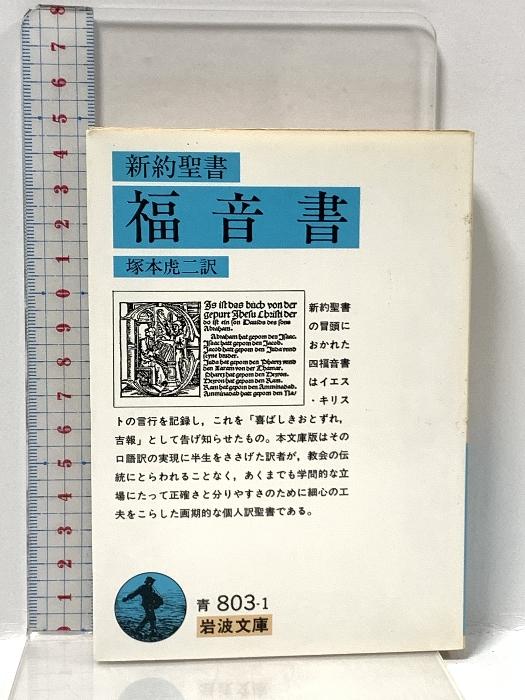 新約聖書
福音書
塚本虎二訳
新約聖書
の冒頭に
おかれた
四福音書
はイエス
・キリス
トの言行を記録し，これを「喜ばしきおとずれ，
吉報」として告げ知らせたもの。本文庫版はその
口語訳の実現に半生をささげた訳者が，教会の伝
統にとらわれることなく，あくまでも学問的な立
場にたって正確さと分りやすさのために細心の工
夫をこらした画期的な個人訳聖書である。
青 803-1
岩波文庫